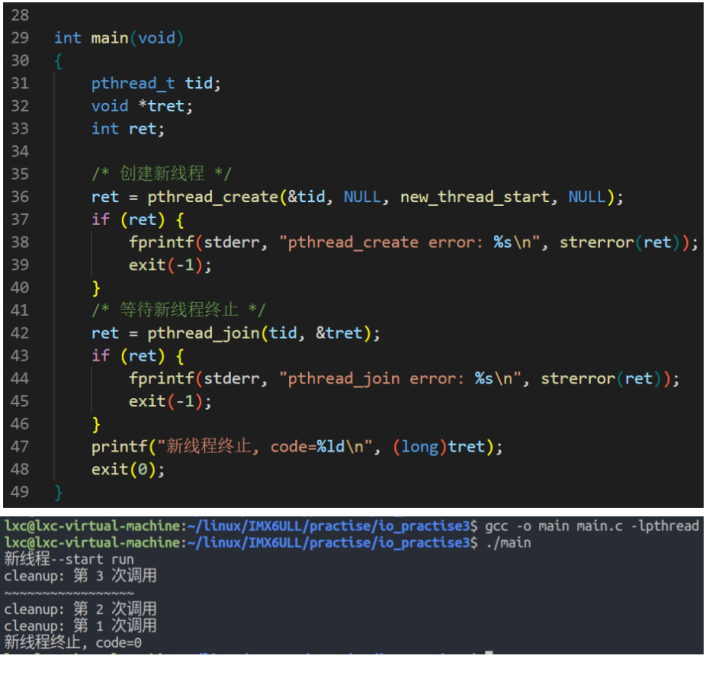 28
29 int main(void)
30 {
31     pthread_t tid;
32     void *tret;
33     int ret;
34
35     /* 创建新线程 */
36     ret = pthread_create(&tid, NULL, new_thread_start, NULL);
37     if (ret) {
38         fprintf(stderr, "pthread_create error: %s\n", strerror(ret));
39         exit(-1);
40     }
41     /* 等待新线程终止 */
42     ret = pthread_join(tid, &tret);
43     if (ret) {
44         fprintf(stderr, "pthread_join error: %s\n", strerror(ret));
45         exit(-1);
46     }
47     printf("新线程终止, code=%ld\n", (long)tret);
48     exit(0);
49 }
lxc@lxc-virtual-machine:~/linux/IMX6ULL/practise/io_practise3$ gcc -o main main.c -lpthread
lxc@lxc-virtual-machine:~/linux/IMX6ULL/practise/io_practise3$ ./main
新线程--start run
cleanup: 第 3 次调用
~~~~~~~~~~~~~~~~~
cleanup: 第 2 次调用
cleanup: 第 1 次调用
新线程终止, code=0